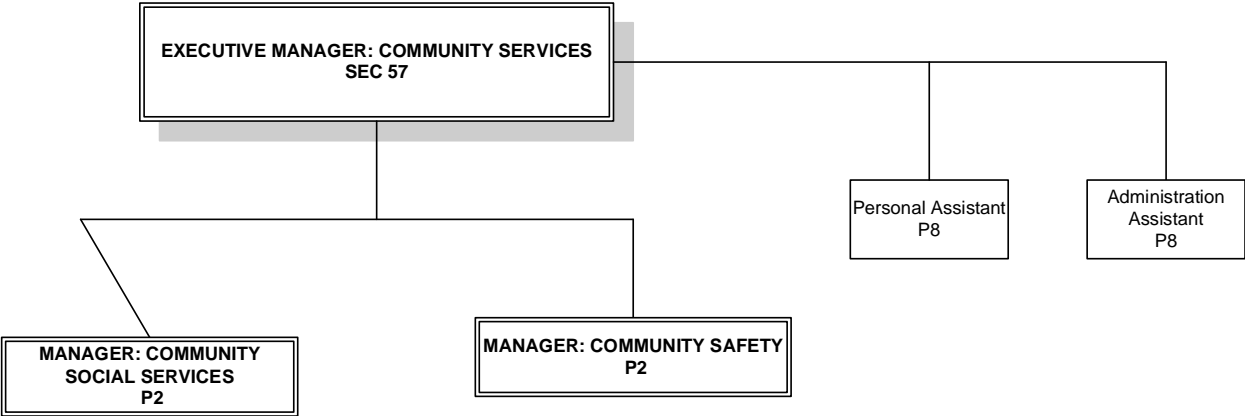 EXECUTIVE MANAGER: COMMUNITY SERVICES
SEC 57
Personal Assistant
P8
Administration
Assistant
P8
MANAGER: COMMUNITY
SOCIAL SERVICES
P2
MANAGER: COMMUNITY SAFETY
P2